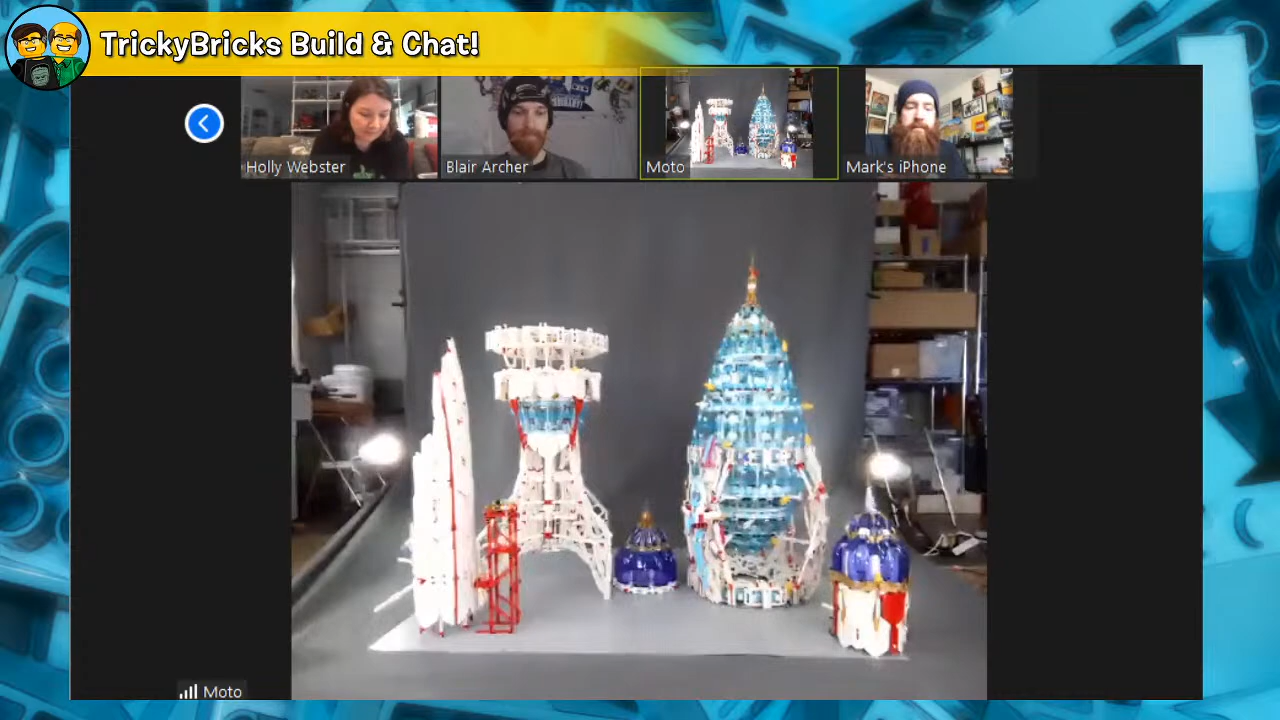 TrickyBricks Build & Chat!
Holly Webster
Blair Archer
Moto
Mark's iPhone
Moto